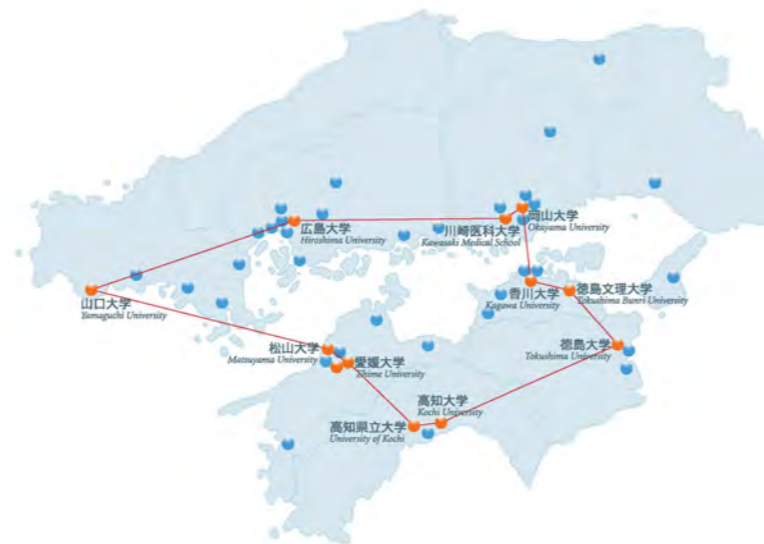 岡山大学
Okayama University
広島大学
Hiroshima University
川崎医科大学
Kawasaki Medical School
香川大学
Kagawa University
徳島文理大学
Tokushima Bunri University
山口大学
Yamaguchi University
松山大学
Matsuyama University
愛媛大学
Ehime University
徳島大学
Tokushima University
高知大学
Kochi University
高知県立大学
University of Kochi